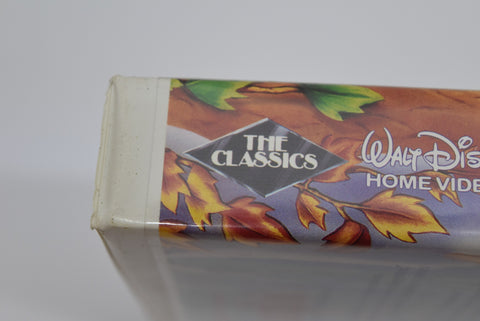 THE
CLASSICS
WALT DIS
HOME VIDE